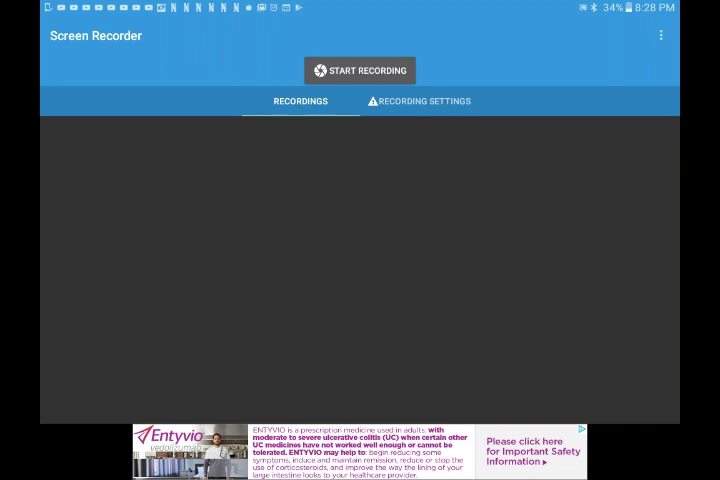 34% 8:28 PM
Screen Recorder
START RECORDING
RECORDINGS
RECORDING SETTINGS
Entyvio
vedolizumab
ENTYVIO is a prescription medicine used in adults: with
moderate to severe ulcerative colitis (UC) when certain other
UC medicines have not worked well enough or cannot be
tolerated. ENTYVIO may help to: begin reducing some
symptoms, induce and maintain remission, reduce or stop the
use of corticosteroids, and improve the way the lining of your
large intestine looks to your healthcare provider.
Please click here
for Important Safety
Information